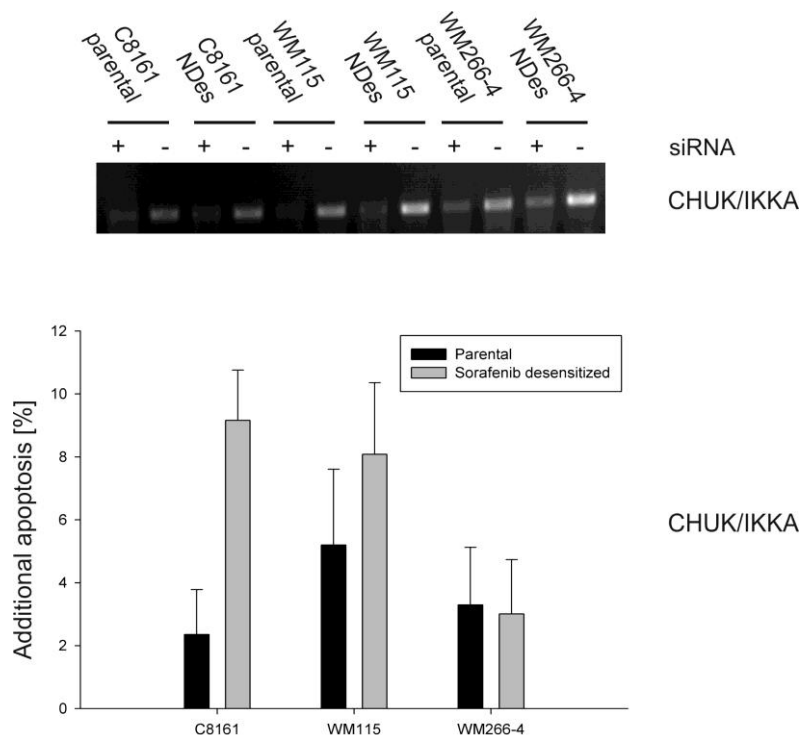 C8161
parental
C8161
NDes
WM115
parental
WM115
NDes
WM266-4
parental
WM266-4
NDes
+ - + - + - + - + - + - siRNA
CHUK/IKKA
12
10
8
6
4
2
0
Additional apoptosis [%]
Parental
Sorafenib desensitized
CHUK/IKKA
C8161 WM115 WM266-4